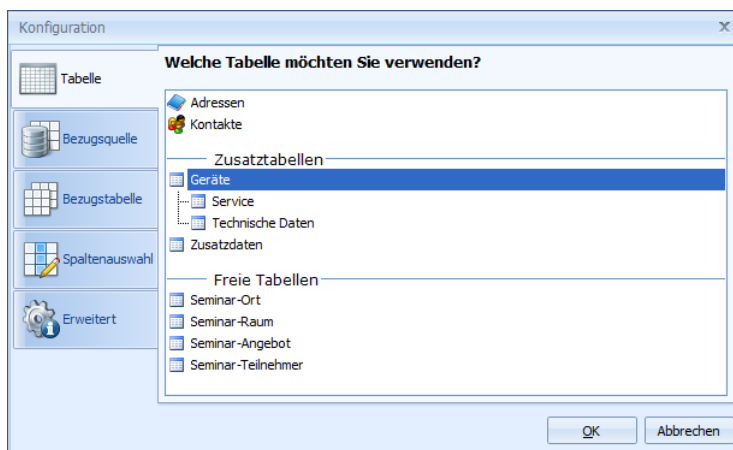 Konfiguration
Tabelle
Bezugsquelle
Bezugstabelle
Spaltenauswahl
Erweitert
Welche Tabelle möchten Sie verwenden?
Adressen
Kontakte
Zusatztabellen
Geräte
Service
Technische Daten
Zusatzdaten
Freie Tabellen
Seminar-Ort
Seminar-Raum
Seminar-Angebot
Seminar-Teilnehmer
OK
Abbrechen